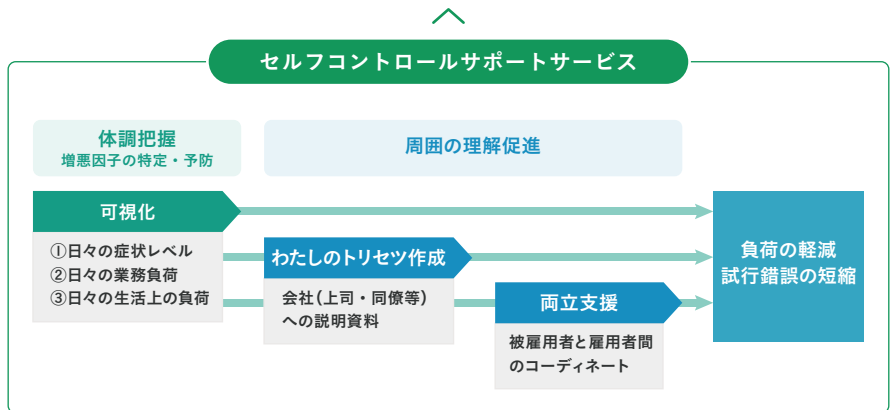 セルフコントロールサポートサービス
体調把握
増悪因子の特定・予防
周囲の理解促進
可視化
①日々の症状レベル
②日々の業務負荷
③日々の生活上の負荷
わたしのトリセツ作成
会社（上司・同僚等）
への説明資料
両立支援
被雇用者と雇用者間
のコーディネート
負荷の軽減
試行錯誤の短縮